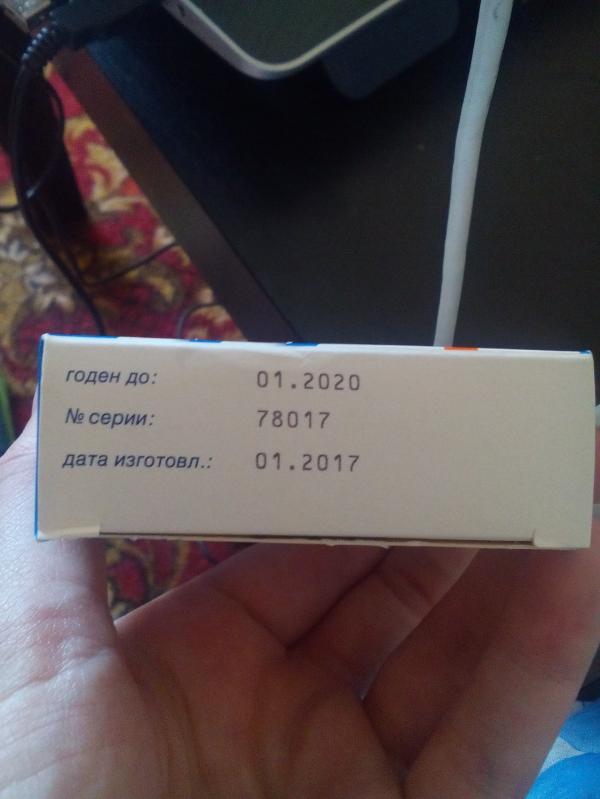 годен до: 01.2020
№ серии: 78017
дата изготовл.: 01.2017